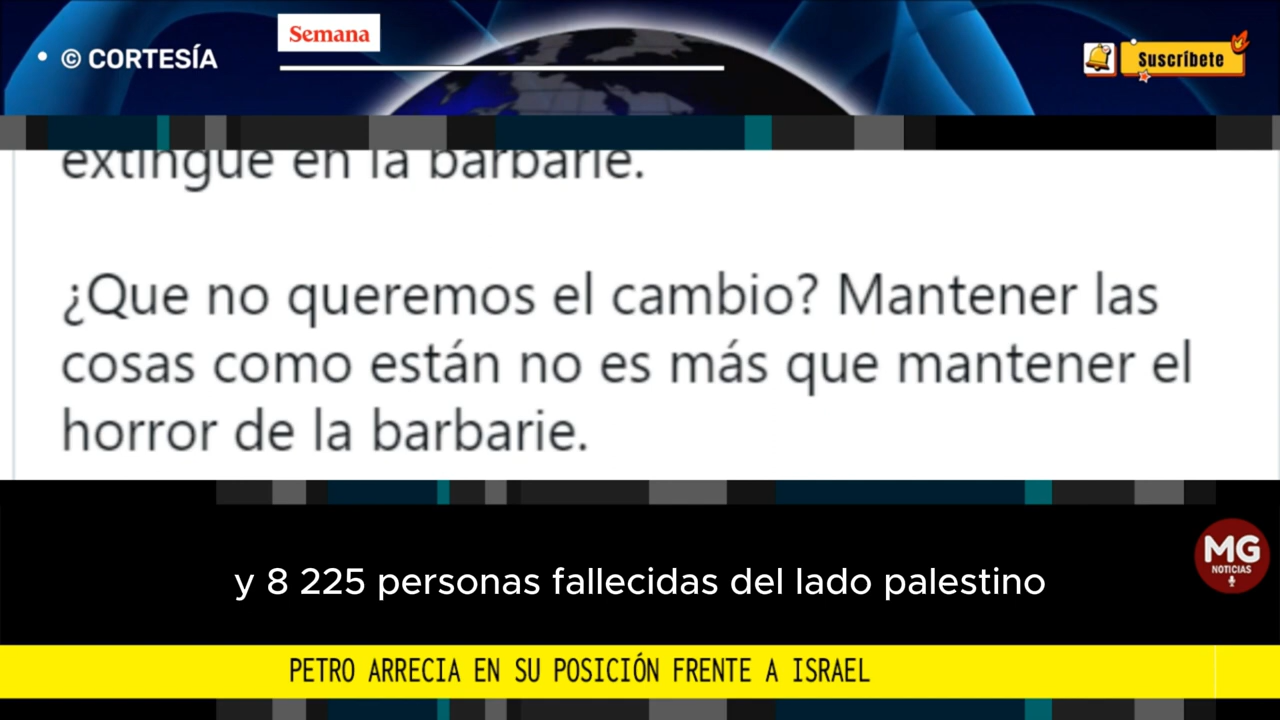 © CORTESÍA
Semana
Suscríbete
extingue en la barbarie.
¿Que no queremos el cambio? Mantener las
cosas como están no es más que mantener el
horror de la barbarie.
MG
NOTICIAS
y 8 225 personas fallecidas del lado palestino
PETRO ARRECIA EN SU POSICIÓN FRENTE A ISRAEL